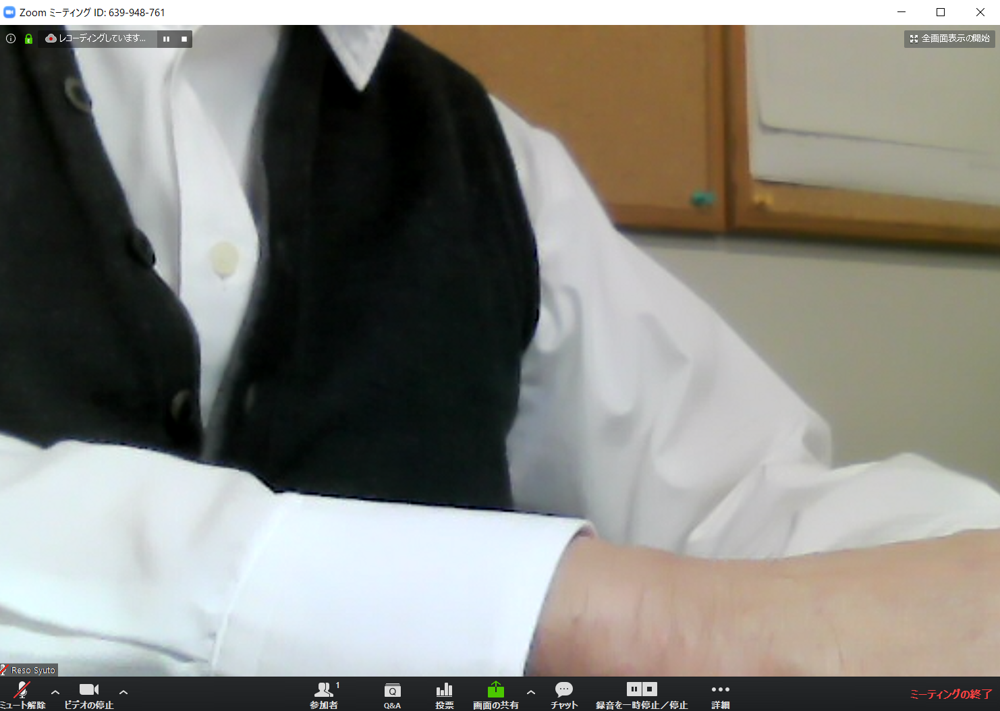 Zoom ミーティング ID: 639-948-761
レコーディングしています...
全画面表示の開始
Reso Syuto
ミュート解除
ビデオの停止
参加者
1
Q
Q&A
投票
画面の共有
チャット
録音を一時停止/停止
詳細
ミーティングの終了